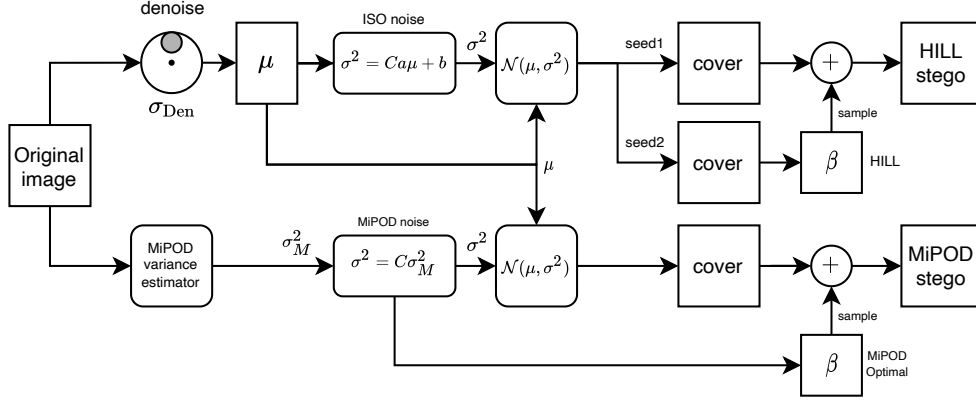 denoise
σ_Den
μ
ISO noise
σ² = Caμ + b
σ²
𝒩(μ, σ²)
seed1
cover
+
HILL
stego
sample
seed2
cover
β
HILL
Original
image
μ
MiPOD
variance
estimator
σ²_M
MiPOD noise
σ² = Cσ²_M
σ²
𝒩(μ, σ²)
cover
+
MiPOD
stego
sample
β
MiPOD
Optimal